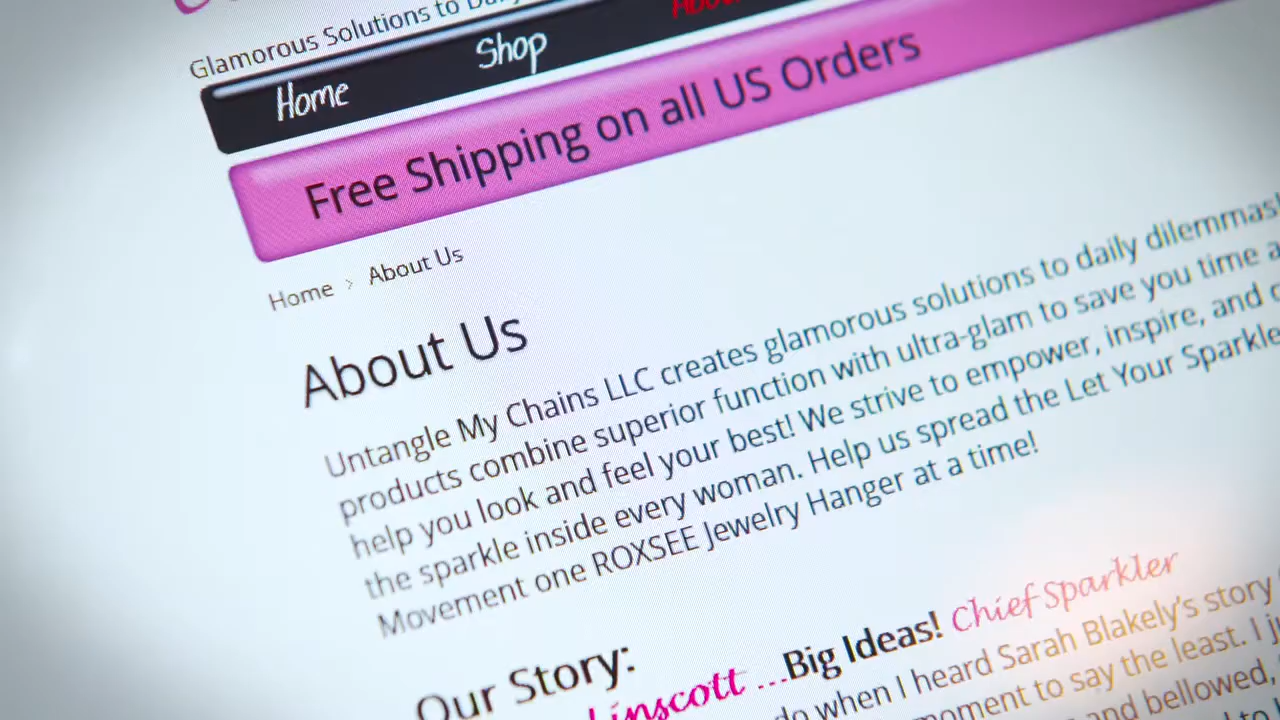 Glamorous Solutions to
Home Shop About
Free Shipping on all US Orders
Home > About Us
About Us
Untangle My Chains LLC creates glamorous solutions to daily dilemmas!
products combine superior function with ultra-glam to save you time
help you look and feel your best! We strive to empower, inspire, and
the sparkle inside every woman. Help us spread the Let Your Sparkle
Movement one ROXSEE Jewelry Hanger at a time!
Our Story:
Linscott ...Big Ideas! Chief Sparkler
do when I heard Sarah Blakely's story
moment to say the least. I
and bellowed,